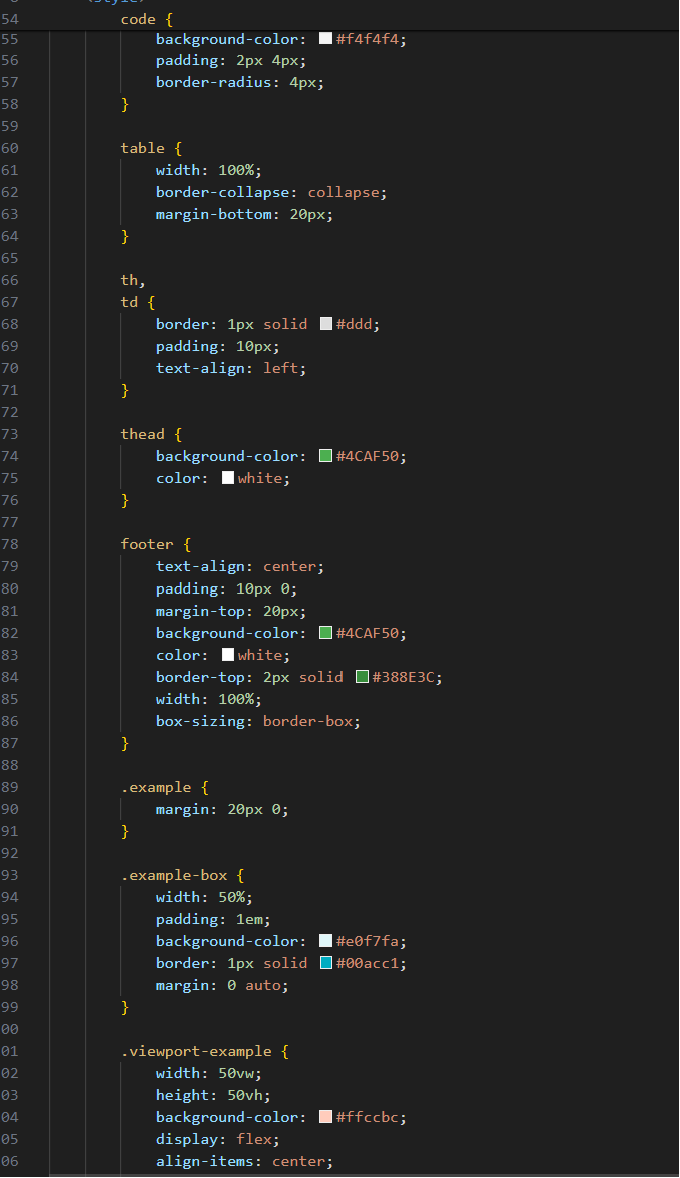 <style>
54 code {
55 background-color: #f4f4f4;
56 padding: 2px 4px;
57 border-radius: 4px;
58 }
59
60 table {
61 width: 100%;
62 border-collapse: collapse;
63 margin-bottom: 20px;
64 }
65
66 th,
67 td {
68 border: 1px solid #ddd;
69 padding: 10px;
70 text-align: left;
71 }
72
73 thead {
74 background-color: #4CAF50;
75 color: white;
76 }
77
78 footer {
79 text-align: center;
80 padding: 10px 0;
81 margin-top: 20px;
82 background-color: #4CAF50;
83 color: white;
84 border-top: 2px solid #388E3C;
85 width: 100%;
86 box-sizing: border-box;
87 }
88
89 .example {
90 margin: 20px 0;
91 }
92
93 .example-box {
94 width: 50%;
95 padding: 1em;
96 background-color: #e0f7fa;
97 border: 1px solid #00acc1;
98 margin: 0 auto;
99 }
00
01 .viewport-example {
02 width: 50vw;
03 height: 50vh;
04 background-color: #ffccbc;
05 display: flex;
06 align-items: center;